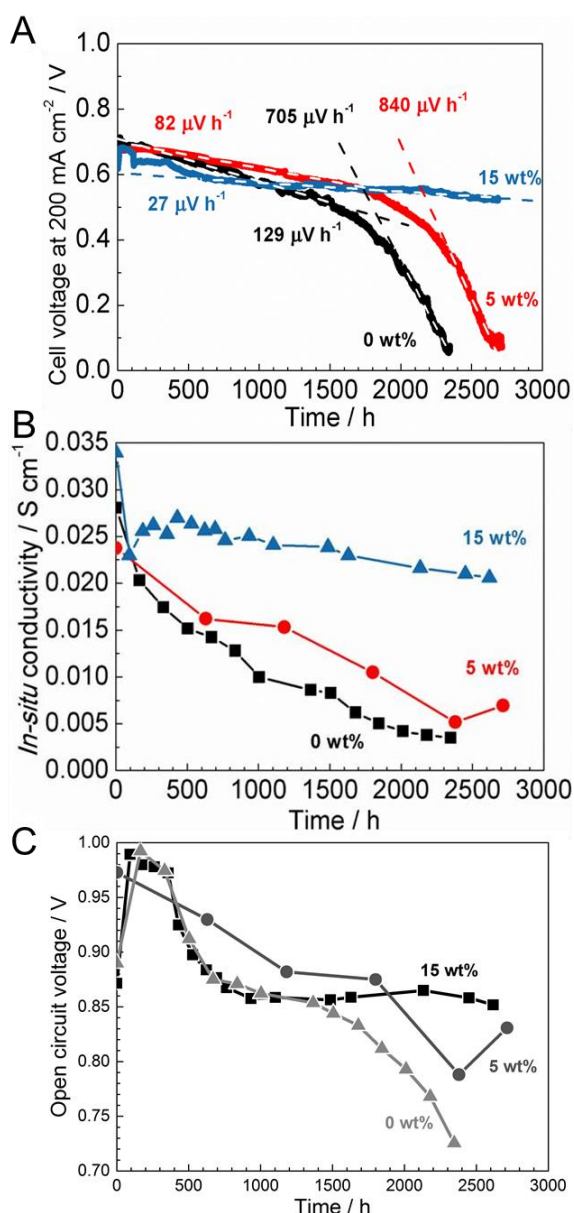 A
Cell voltage at 200 mA cm⁻² / V
1.0
0.8
0.6
0.4
0.2
0.0
82 µV h⁻¹
705 µV h⁻¹
840 µV h⁻¹
15 wt%
27 µV h⁻¹
129 µV h⁻¹
0 wt%
5 wt%
0 500 1000 1500 2000 2500 3000
Time / h
B
In-situ conductivity / S cm⁻¹
0.035
0.030
0.025
0.020
0.015
0.010
0.005
0.000
15 wt%
5 wt%
0 wt%
0 500 1000 1500 2000 2500 3000
Time / h
C
Open circuit voltage / V
1.00
0.95
0.90
0.85
0.80
0.75
0.70
15 wt%
5 wt%
0 wt%
0 500 1000 1500 2000 2500 3000
Time / h